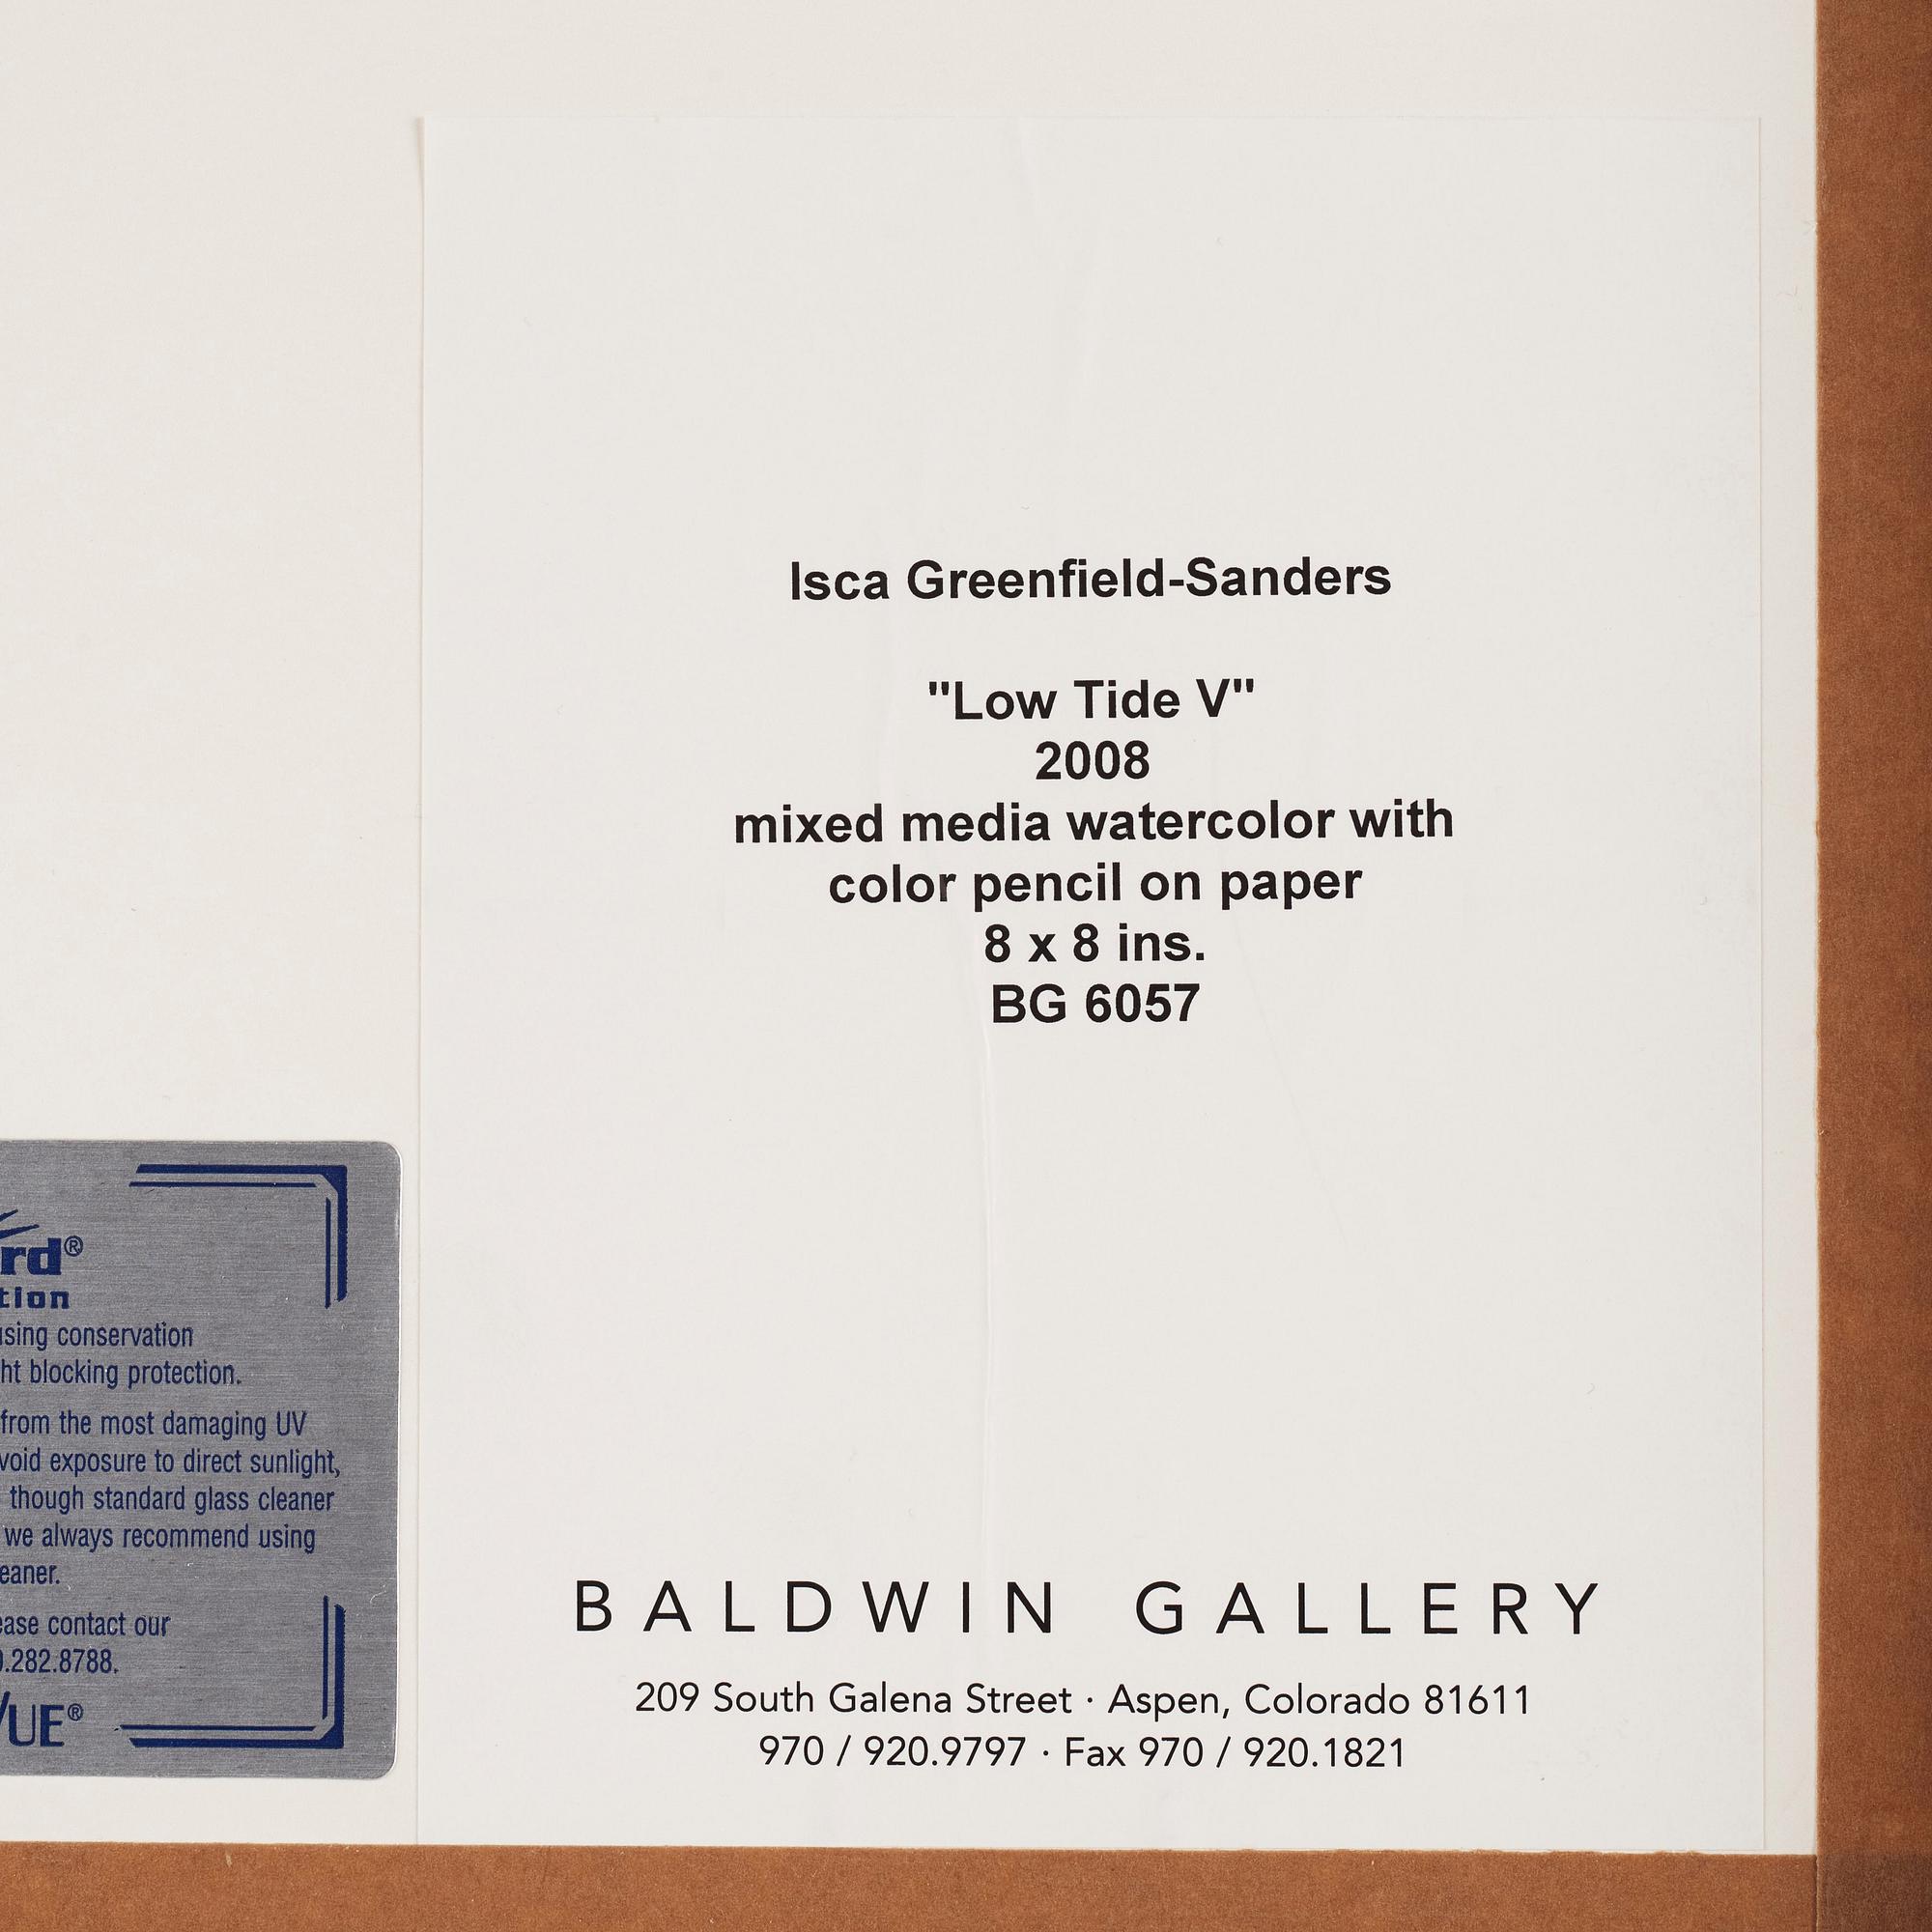 Isca Greenfield-Sanders
"Low Tide V"
2008
mixed media watercolor with
color pencil on paper
8 x 8 ins.
BG 6057
BALDWIN GALLERY
209 South Galena Street · Aspen, Colorado 81611
970 / 920.9797 · Fax 970 / 920.1821
rd®
tion
using conservation
ht blocking protection.
from the most damaging UV
void exposure to direct sunlight,
though standard glass cleaner
we always recommend using
eaner.
ease contact our
.282.8788.
VUE®